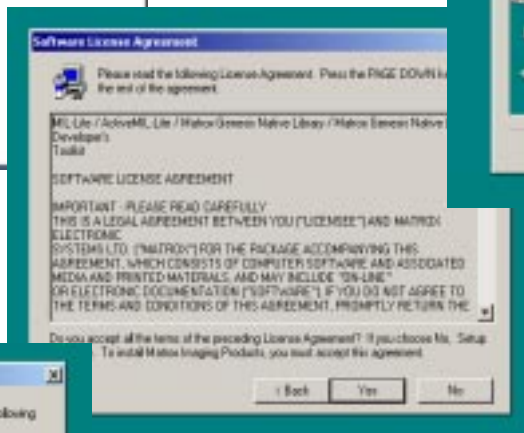 Software License Agreement
Please read the following License Agreement. Press the PAGE DOWN
the rest of the agreement.
MIL-Lite / ActiveMIL-Lite / Matrox Genesis Native Library / Matrox Genesis Native
Developer's
Toolkit
SOFTWARE LICENSE AGREEMENT
IMPORTANT - PLEASE READ CAREFULLY:
THIS IS A LEGAL AGREEMENT BETWEEN YOU ("LICENSEE") AND MATROX
ELECTRONIC
SYSTEMS LTD. ("MATROX") FOR THE PACKAGE ACCOMPANYING THIS
AGREEMENT, WHICH CONSISTS OF COMPUTER SOFTWARE AND ASSOCIATED
MEDIA AND PRINTED MATERIALS, AND MAY INCLUDE "ON-LINE"
OR ELECTRONIC DOCUMENTATION ("SOFTWARE"). IF YOU DO NOT AGREE TO
THE TERMS AND CONDITIONS OF THIS AGREEMENT, PROMPTLY RETURN THE
Do you accept all the terms of the preceding License Agreement? If you choose No, Setup
To install Matrox Imaging Products, you must accept this agreement.
< Back
Yes
No